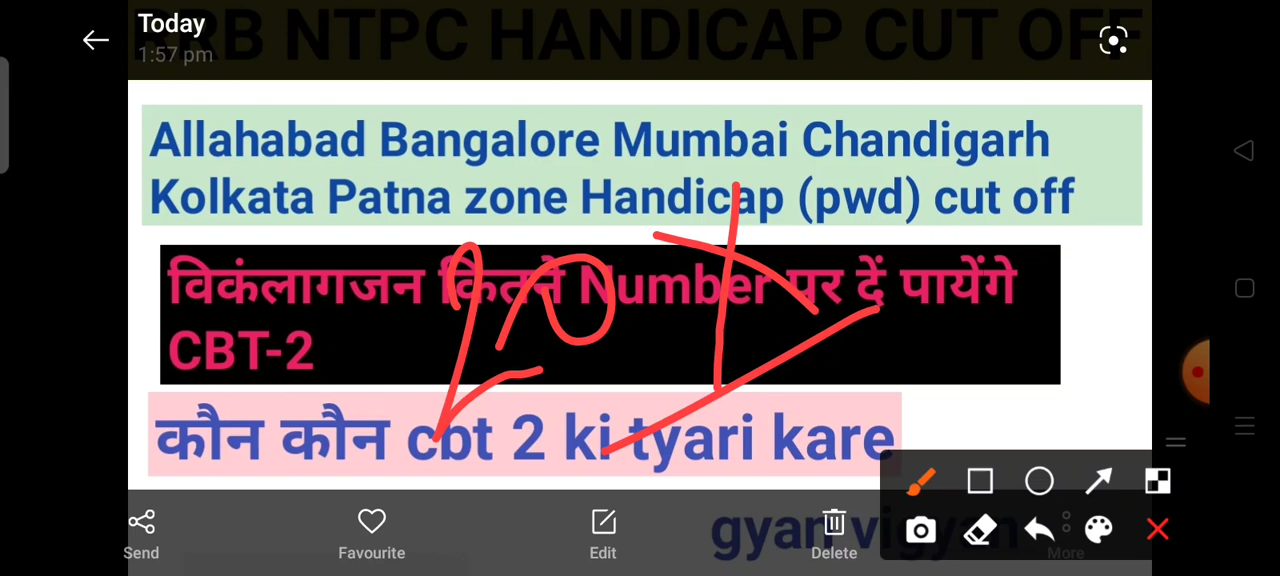 Today
1:57 pm
RRB NTPC HANDICAP CUT OFF
Allahabad Bangalore Mumbai Chandigarh
Kolkata Patna zone Handicap (pwd) cut off
विकंलागजन कितने Number पर दें पायेंगे
CBT-2
कौन कौन cbt 2 ki tyari kare
gyan vigyan
Send
Favourite
Edit
Delete
More